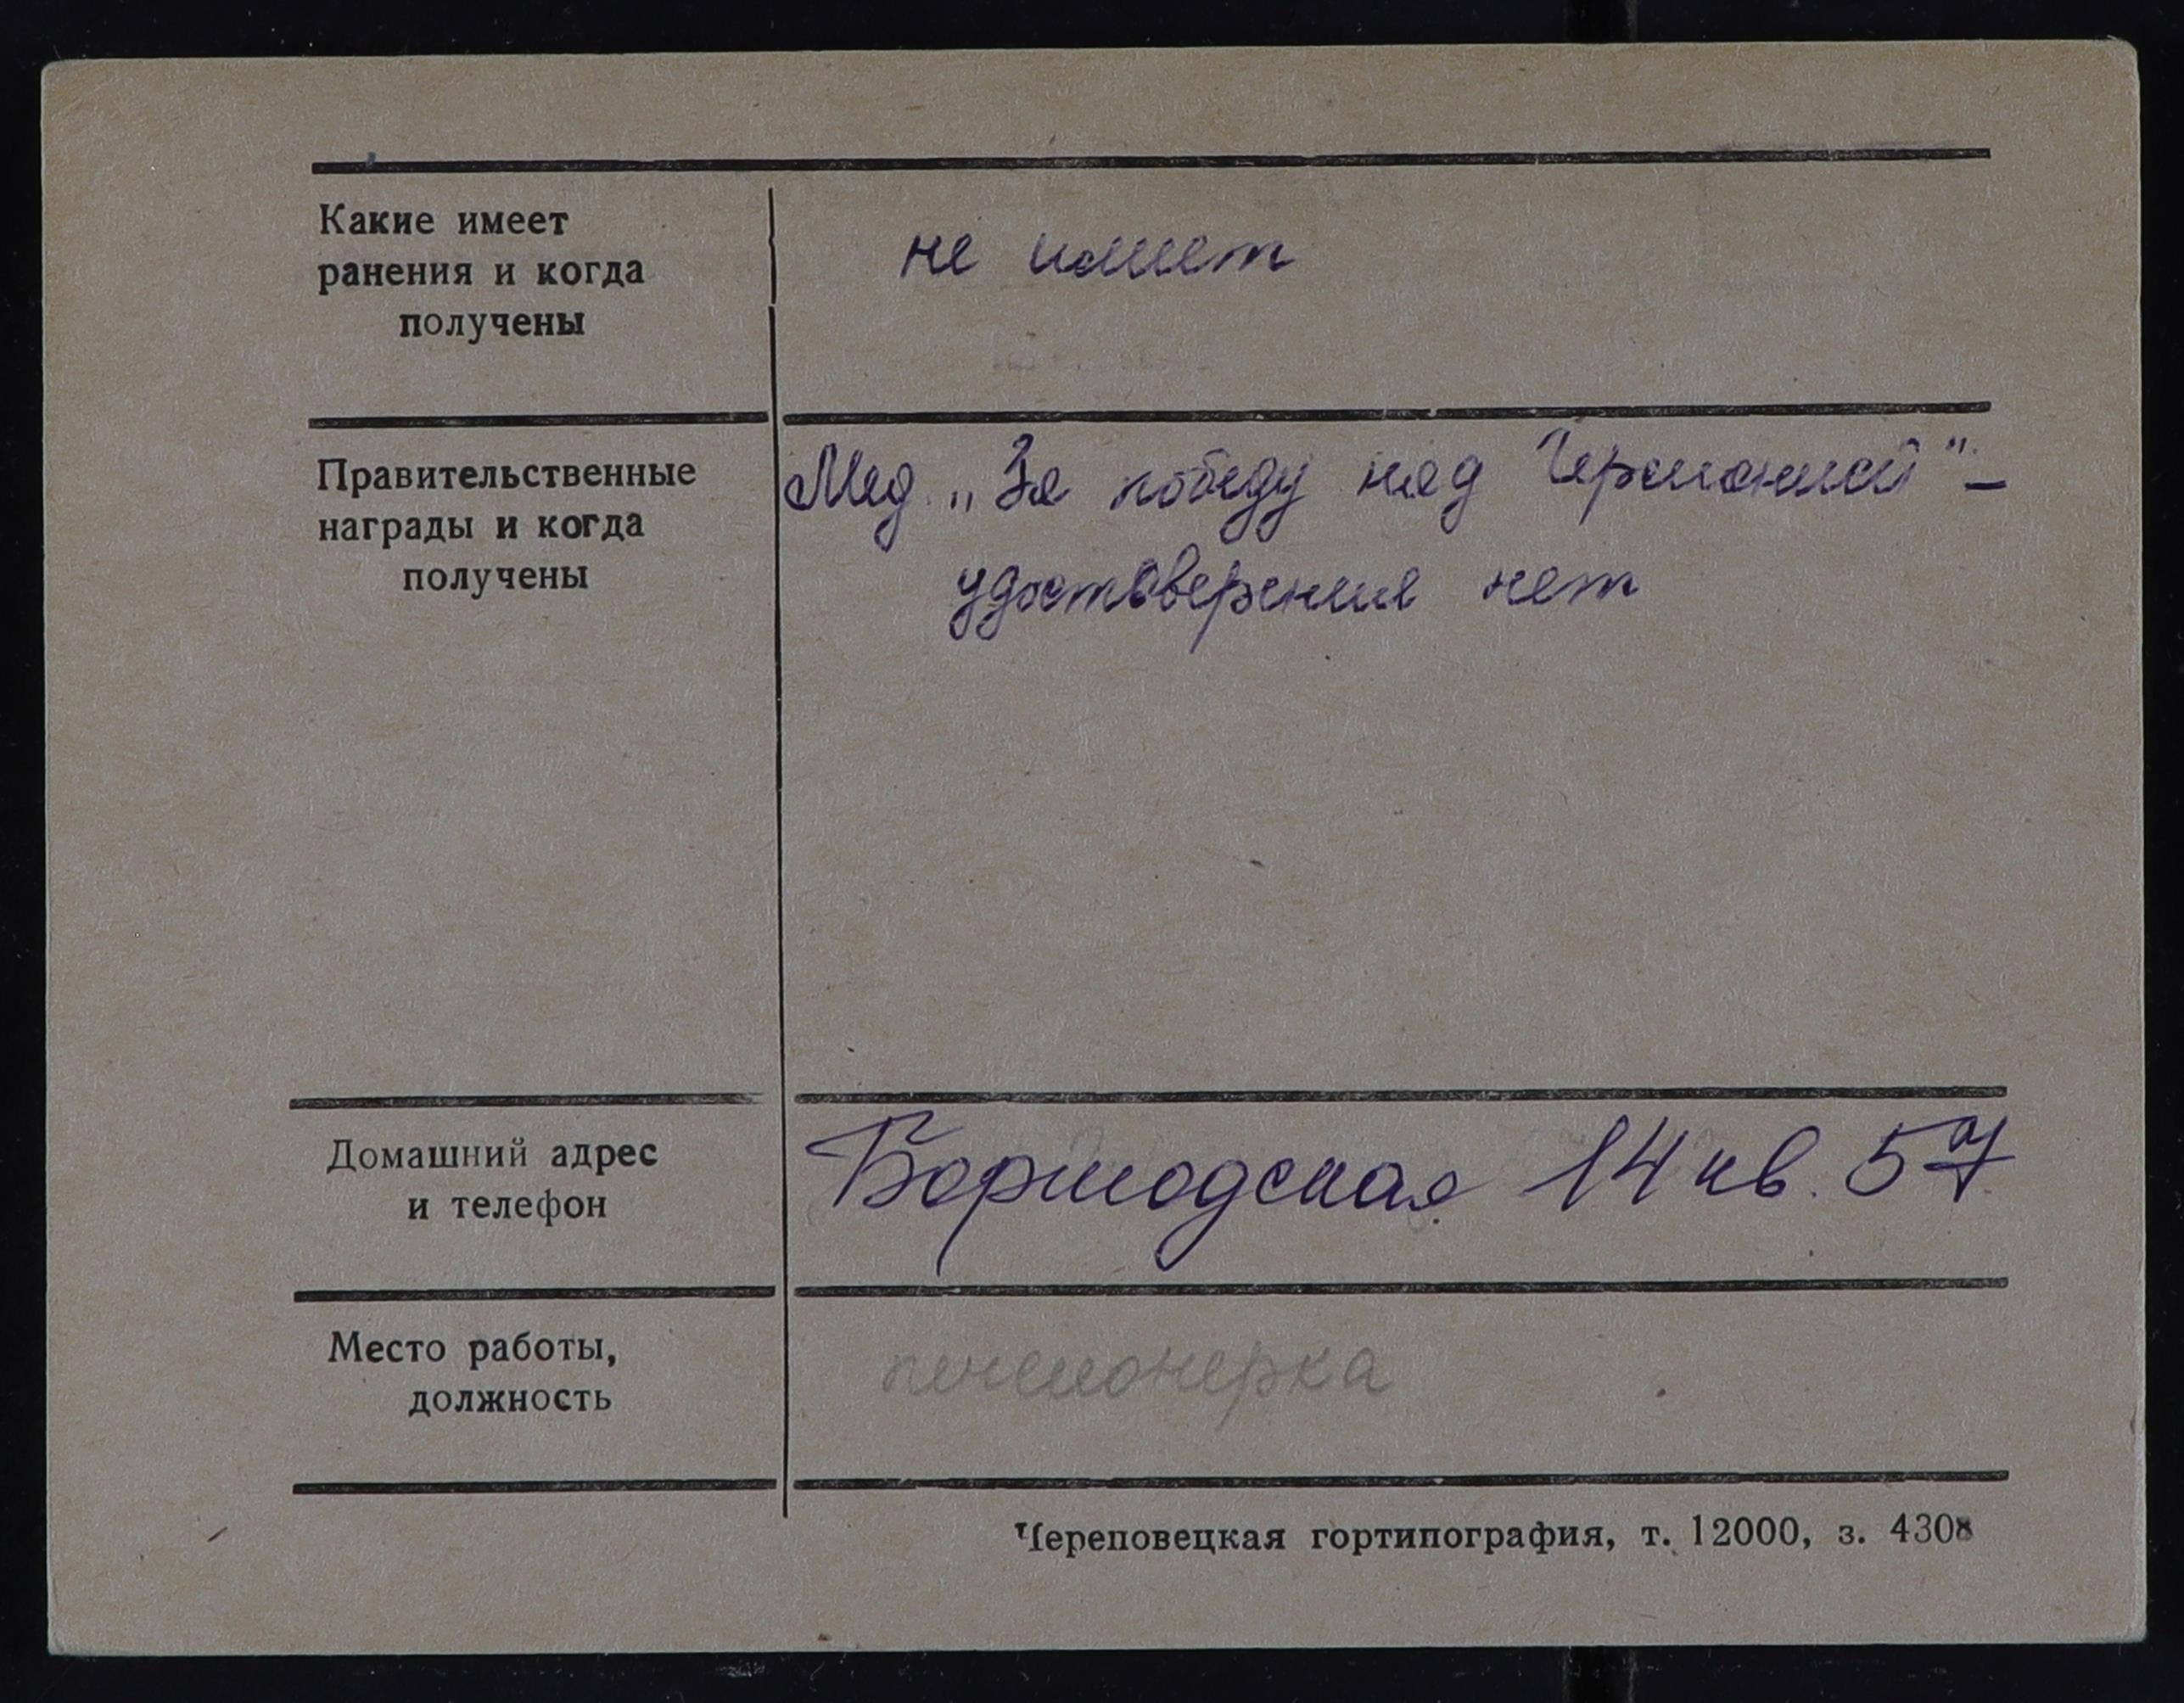 Какие имеет
ранения и когда
получены
не имеет
Правительственные
награды и когда
получены
Мед. „За победу над Германией" –
удостоверения нет
Домашний адрес
и телефон
Боршодская 14 кв. 57
Место работы,
должность
пенсионерка
Череповецкая гортипография, т. 12000, з. 4308